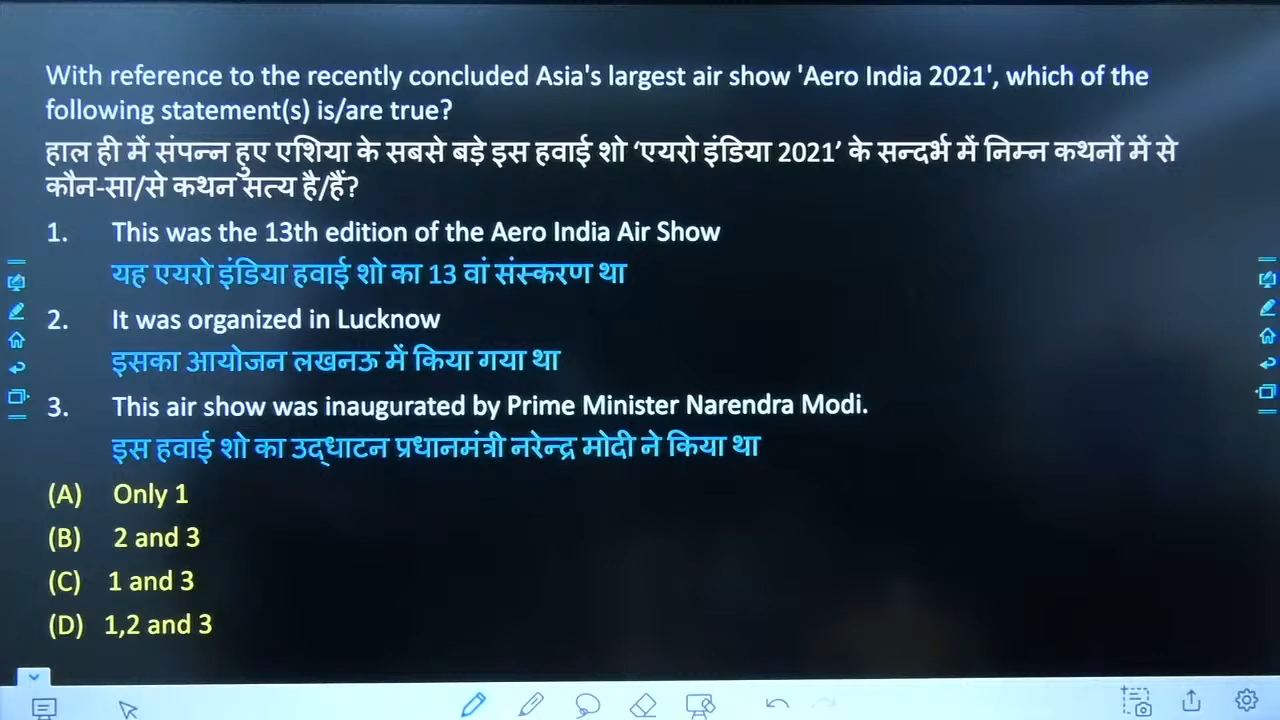 With reference to the recently concluded Asia's largest air show 'Aero India 2021', which of the
following statement(s) is/are true?
हाल ही में संपन्न हुए एशिया के सबसे बड़े इस हवाई शो ‘एयरो इंडिया 2021’ के सन्दर्भ में निम्न कथनों में से
कौन-सा/से कथन सत्य है/हैं?
1. This was the 13th edition of the Aero India Air Show
यह एयरो इंडिया हवाई शो का 13 वां संस्करण था
2. It was organized in Lucknow
इसका आयोजन लखनऊ में किया गया था
3. This air show was inaugurated by Prime Minister Narendra Modi.
इस हवाई शो का उद्धाटन प्रधानमंत्री नरेन्द्र मोदी ने किया था
(A) Only 1
(B) 2 and 3
(C) 1 and 3
(D) 1,2 and 3